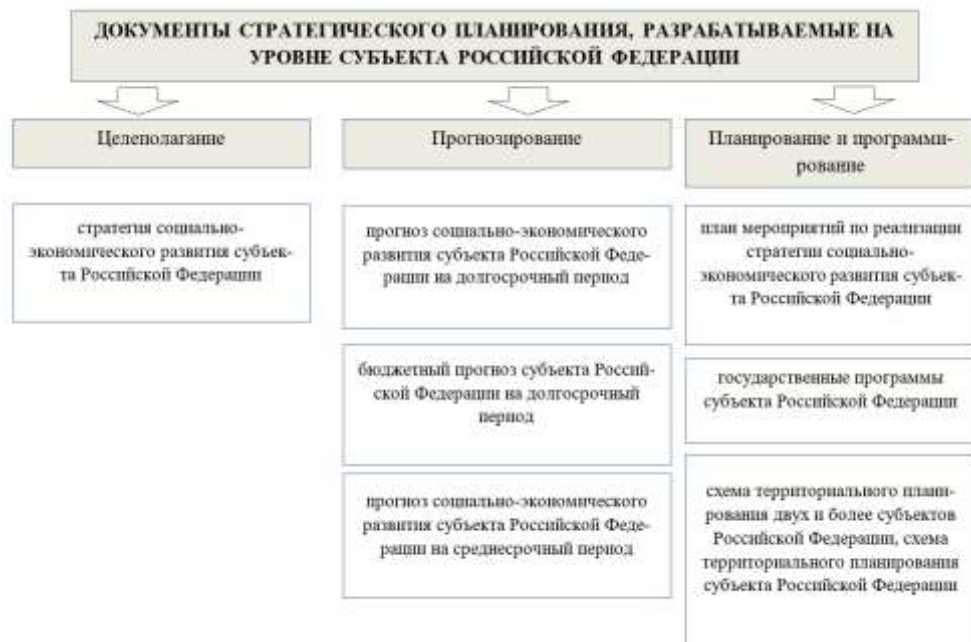 ДОКУМЕНТЫ СТРАТЕГИЧЕСКОГО ПЛАНИРОВАНИЯ, РАЗРАБАТЫВАЕМЫЕ НА
УРОВНЕ СУБЪЕКТА РОССИЙСКОЙ ФЕДЕРАЦИИ
Целеполагание
стратегия социально-
экономического развития субъек-
та Российской Федерации
Прогнозирование
прогноз социально-экономического
развития субъекта Российской Феде-
рации на долгосрочный период
бюджетный прогноз субъекта Россий-
ской Федерации на долгосрочный
период
прогноз социально-экономического
развития субъекта Российской Феде-
рации на среднесрочный период
Планирование и программи-
рование
план мероприятий по реализации
стратегии социально-
экономического развития субъек-
та Российской Федерации
государственные программы
субъекта Российской Федерации
схема территориального плани-
рования двух и более субъектов
Российской Федерации, схема
территориального планирования
субъекта Российской Федерации